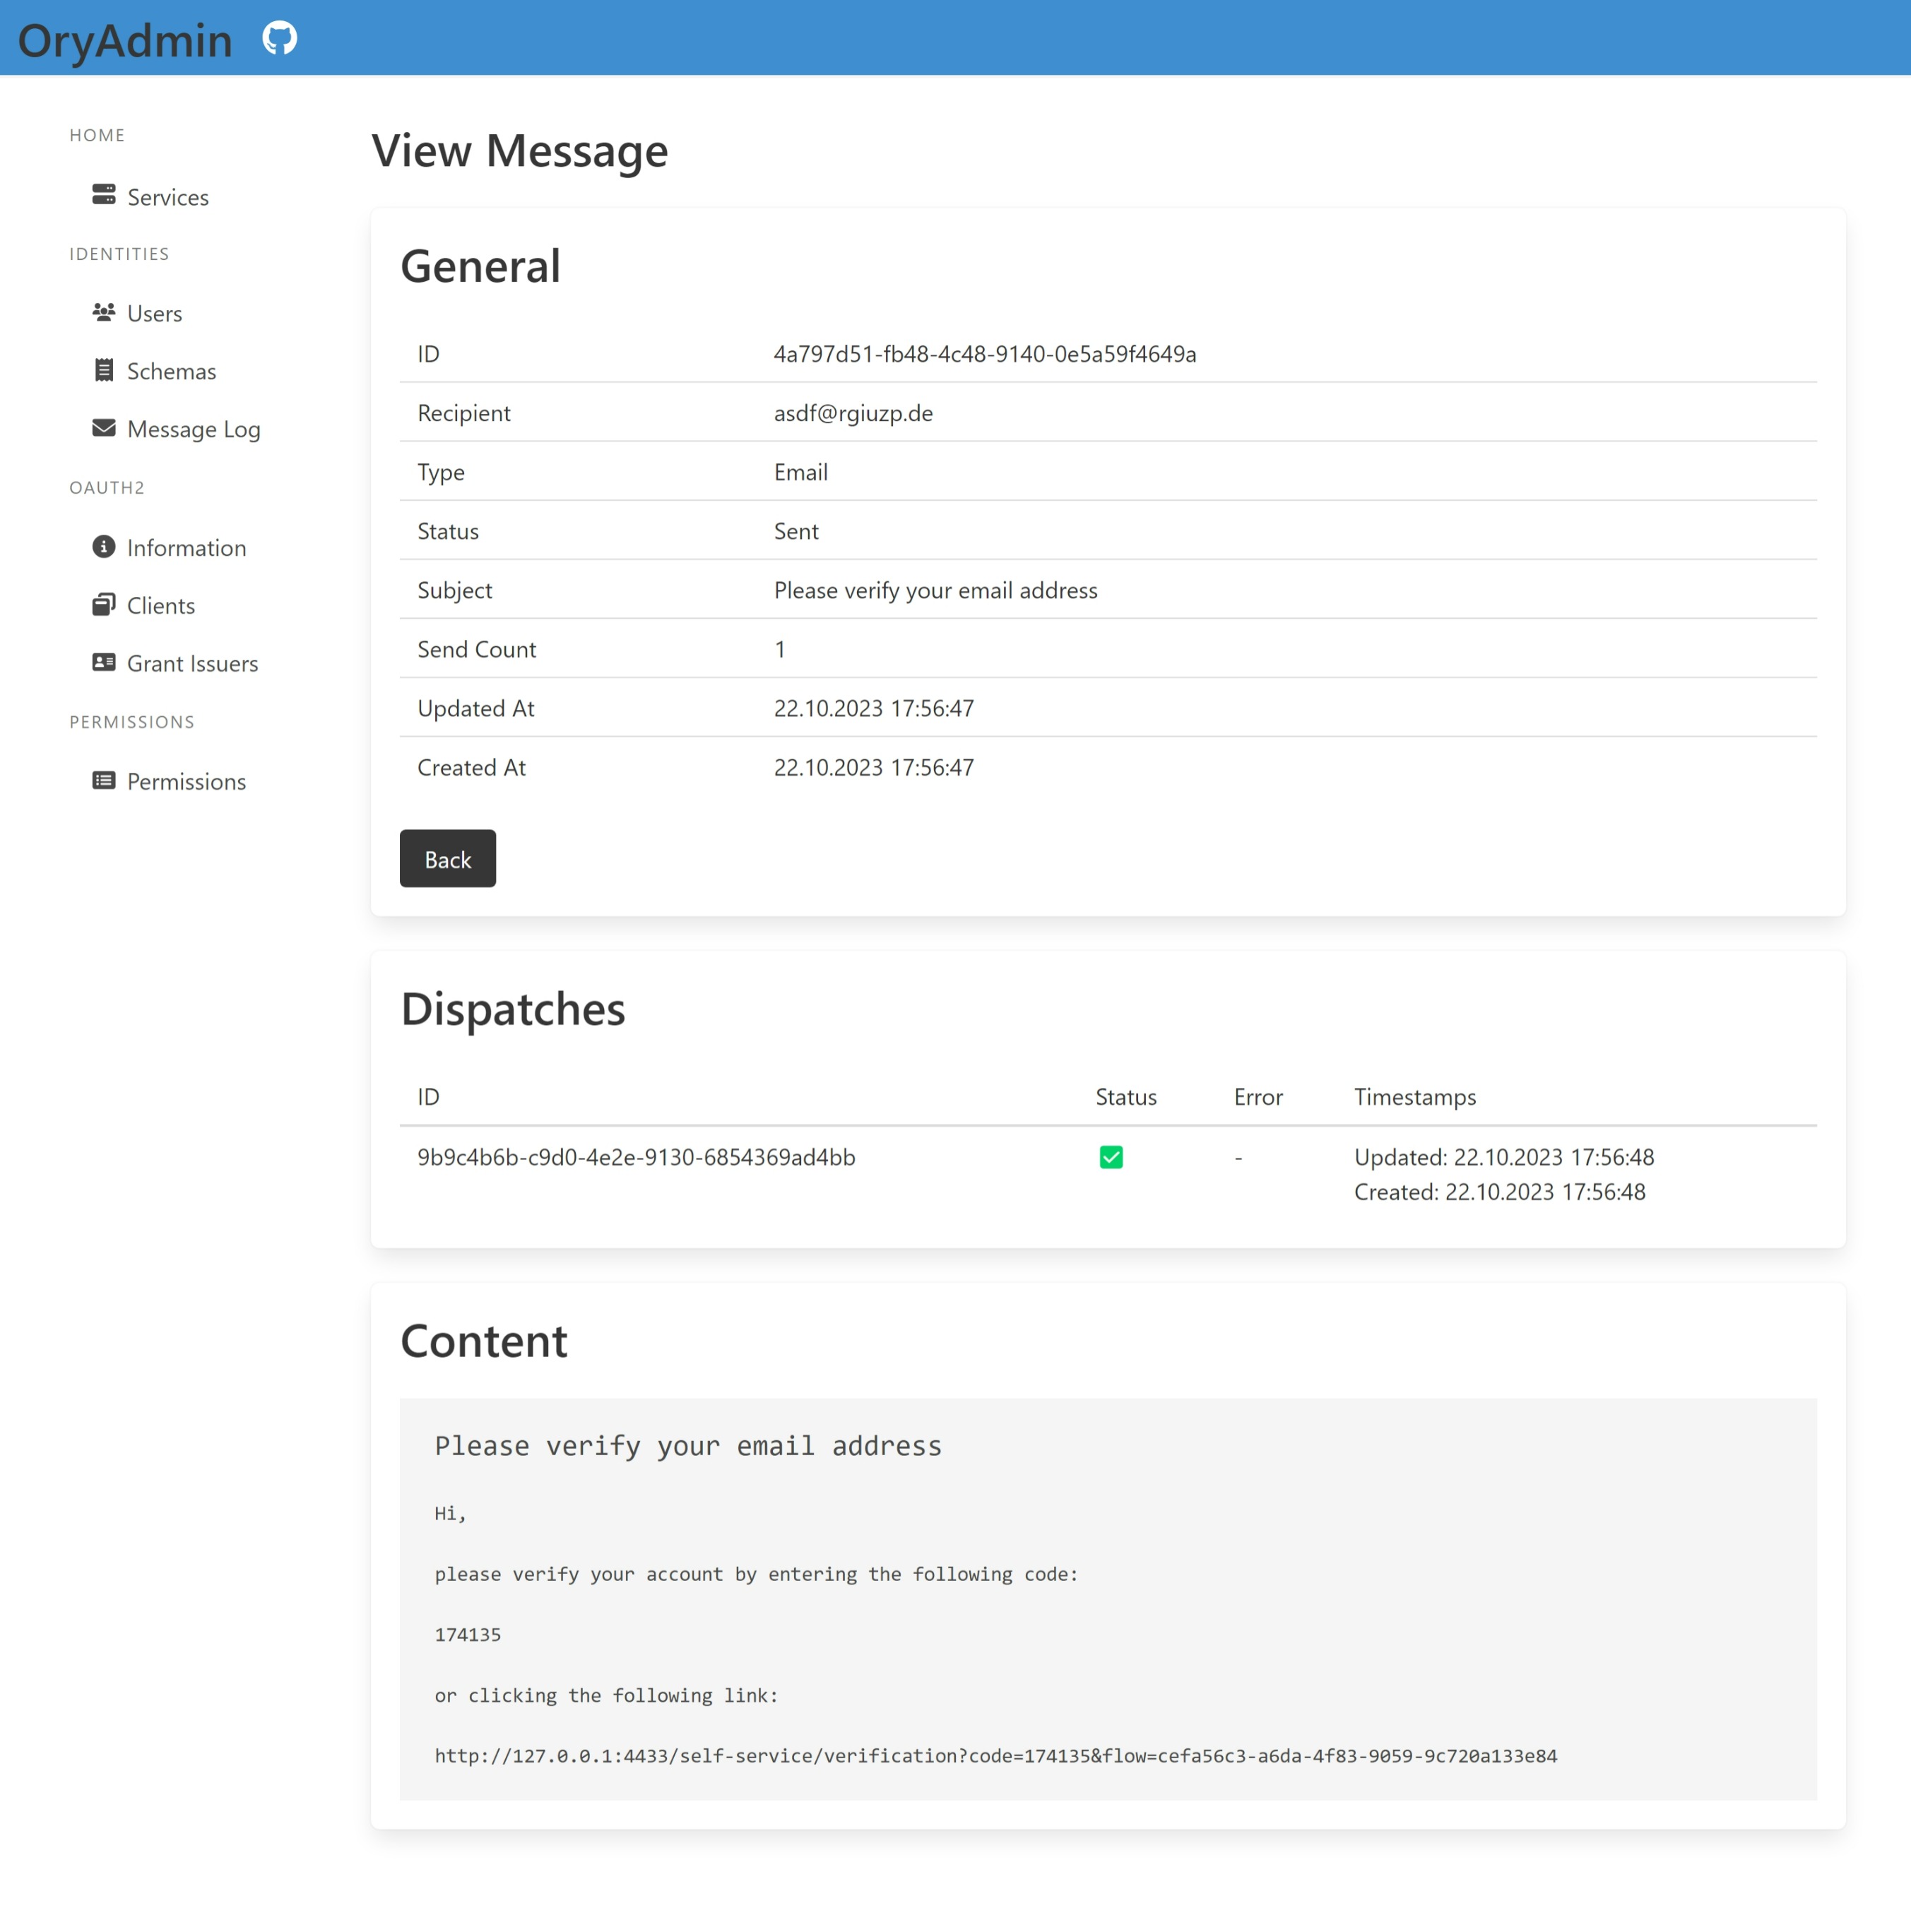 OryAdmin
HOME
Services
IDENTITIES
Users
Schemas
Message Log
OAUTH2
Information
Clients
Grant Issuers
PERMISSIONS
Permissions
View Message
General
ID 4a797d51-fb48-4c48-9140-0e5a59f4649a
Recipient asdf@rgiuzp.de
Type Email
Status Sent
Subject Please verify your email address
Send Count 1
Updated At 22.10.2023 17:56:47
Created At 22.10.2023 17:56:47
Back
Dispatches
ID Status Error Timestamps
9b9c4b6b-c9d0-4e2e-9130-6854369ad4bb - Updated: 22.10.2023 17:56:48
Created: 22.10.2023 17:56:48
Content
Please verify your email address
Hi,
please verify your account by entering the following code:
174135
or clicking the following link:
http://127.0.0.1:4433/self-service/verification?code=174135&flow=cefa56c3-a6da-4f83-9059-9c720a133e84